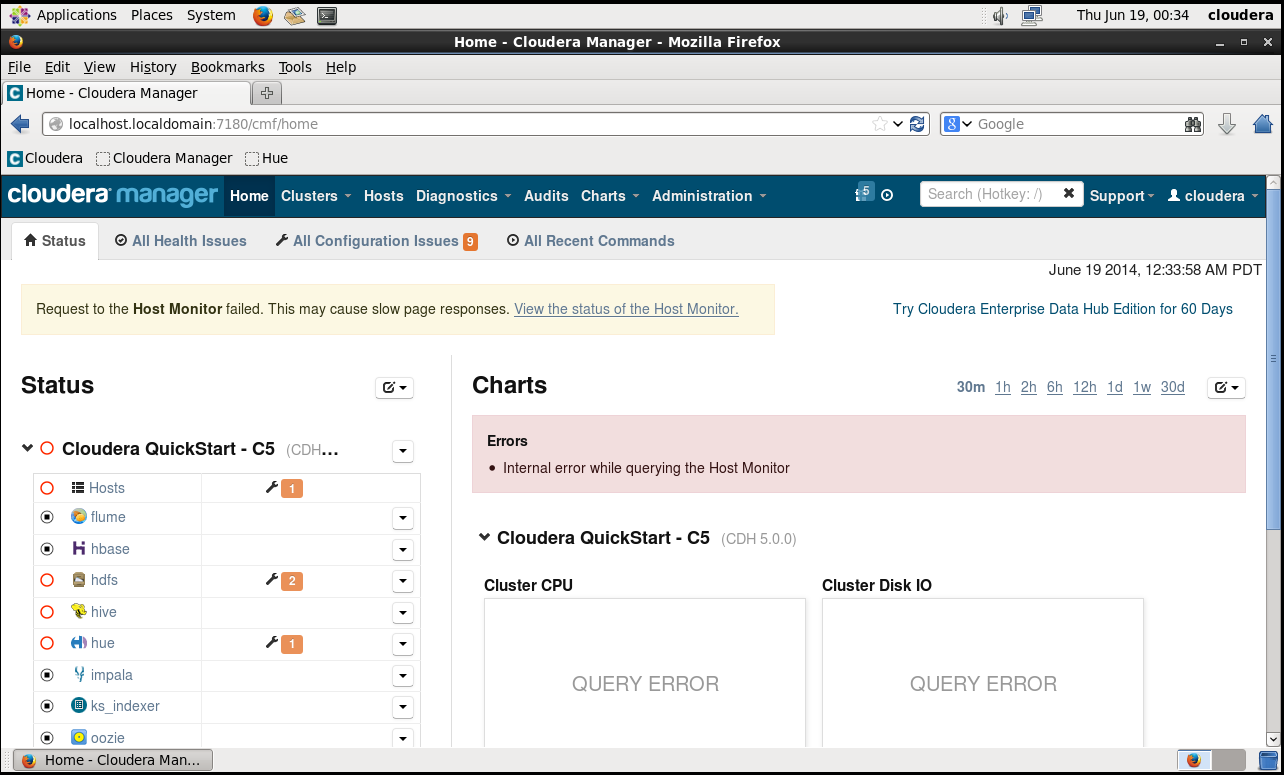 Applications Places System
Thu Jun 19, 00:34 cloudera
Home - Cloudera Manager - Mozilla Firefox
File Edit View History Bookmarks Tools Help
Home - Cloudera Manager
localhost.localdomain:7180/cmf/home
Google
Cloudera Cloudera Manager Hue
cloudera manager Home Clusters Hosts Diagnostics Audits Charts Administration 5 Search (Hotkey: /) Support cloudera
Status All Health Issues All Configuration Issues 9 All Recent Commands
June 19 2014, 12:33:58 AM PDT
Request to the Host Monitor failed. This may cause slow page responses. View the status of the Host Monitor.
Try Cloudera Enterprise Data Hub Edition for 60 Days
Status
Cloudera QuickStart - C5 (CDH...
Hosts 1
flume
hbase
hdfs 2
hive
hue 1
impala
ks_indexer
oozie
Charts
30m 1h 2h 6h 12h 1d 1w 30d
Errors
Internal error while querying the Host Monitor
Cloudera QuickStart - C5 (CDH 5.0.0)
Cluster CPU
QUERY ERROR
Cluster Disk IO
QUERY ERROR
Home - Cloudera Man...